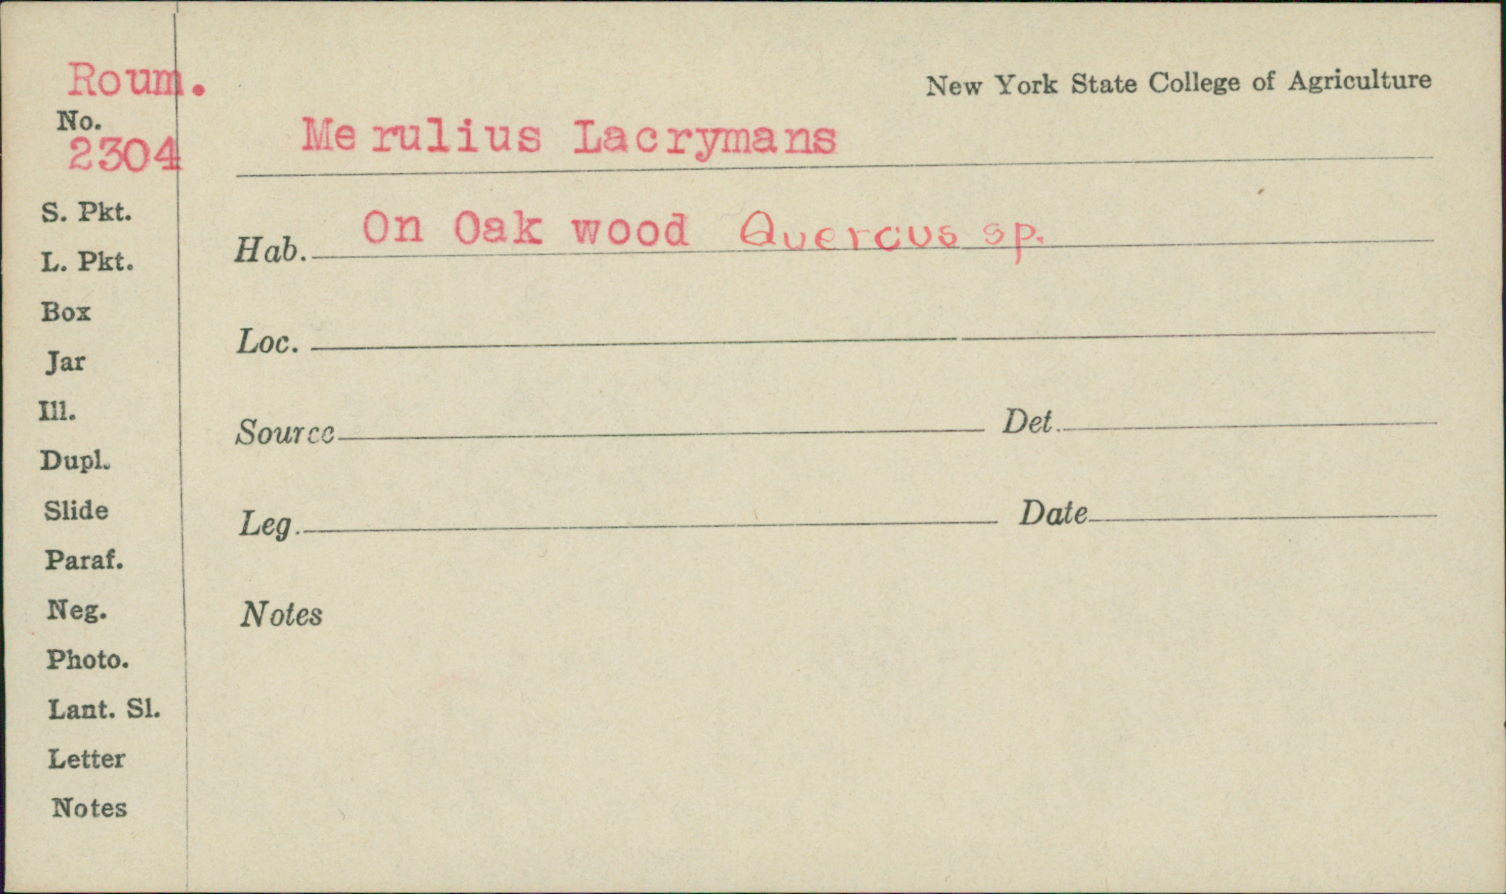 Roum.
New York State College of Agriculture
No.
2304
Merulius Lacrymans
S. Pkt.
Hab. On Oak wood Quercus sp.
L. Pkt.
Box
Loc.
Jar
Ill.
Source Det.
Dupl.
Slide
Leg. Date
Paraf.
Neg.
Notes
Photo.
Lant. Sl.
Letter
Notes